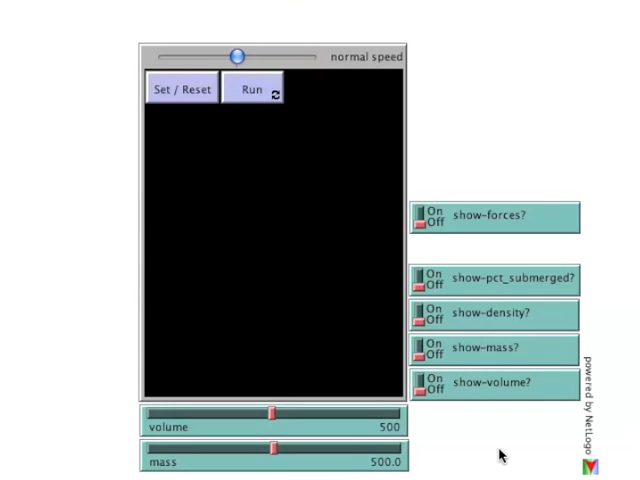 normal speed
Set / Reset
Run
On
Off
show-forces?
On
Off
show-pct_submerged?
On
Off
show-density?
On
Off
show-mass?
On
Off
show-volume?
volume 500
mass 500.0
powered by NetLogo